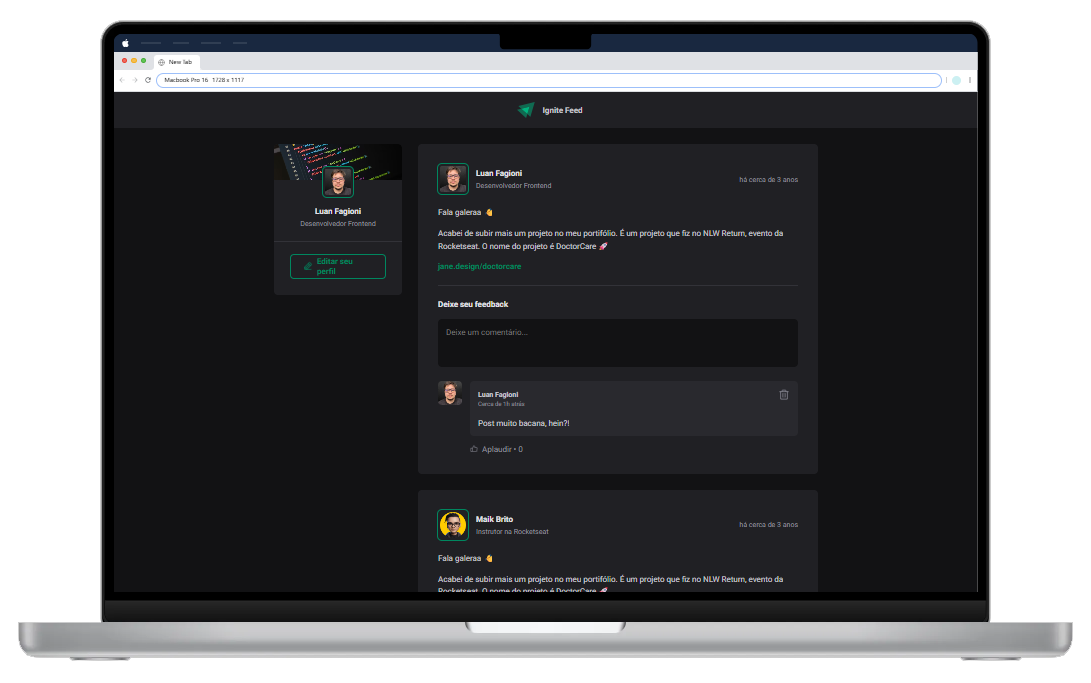 New Tab
Macbook Pro 16 1728 x 1117
Ignite Feed
Luan Fagioni
Desenvolvedor Frontend
Editar seu
perfil
Luan Fagioni
Desenvolvedor Frontend
há cerca de 3 anos
Fala galeraa 👋
Acabei de subir mais um projeto no meu portifólio. É um projeto que fiz no NLW Return, evento da
Rocketseat. O nome do projeto é DoctorCare 🚀
jane.design/doctorcare
Deixe seu feedback
Deixe um comentário...
Luan Fagioni
Cerca de 1h atrás
Post muito bacana, hein?!
Aplaudir • 0
Maik Brito
Instrutor na Rocketseat
há cerca de 3 anos
Fala galeraa 👋
Acabei de subir mais um projeto no meu portifólio. É um projeto que fiz no NLW Return, evento da
Rocketseat. O nome do projeto é DoctorCare 🚀